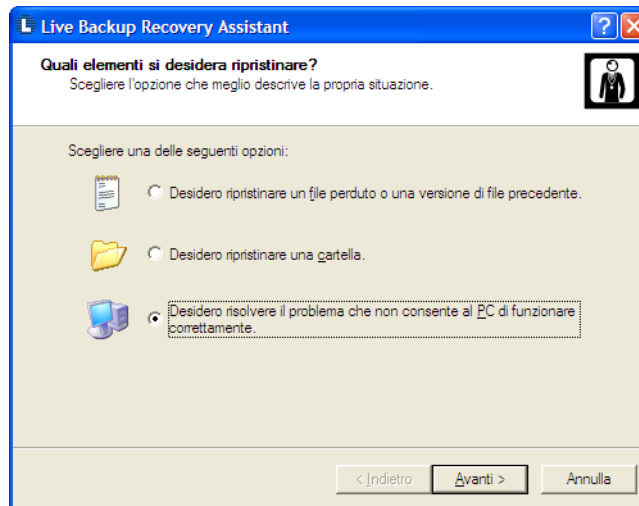 Live Backup Recovery Assistant
Quali elementi si desidera ripristinare?
Scegliere l'opzione che meglio descrive la propria situazione.
Scegliere una delle seguenti opzioni:
Desidero ripristinare un file perduto o una versione di file precedente.
Desidero ripristinare una cartella.
Desidero risolvere il problema che non consente al PC di funzionare
correttamente.
< Indietro
Avanti >
Annulla